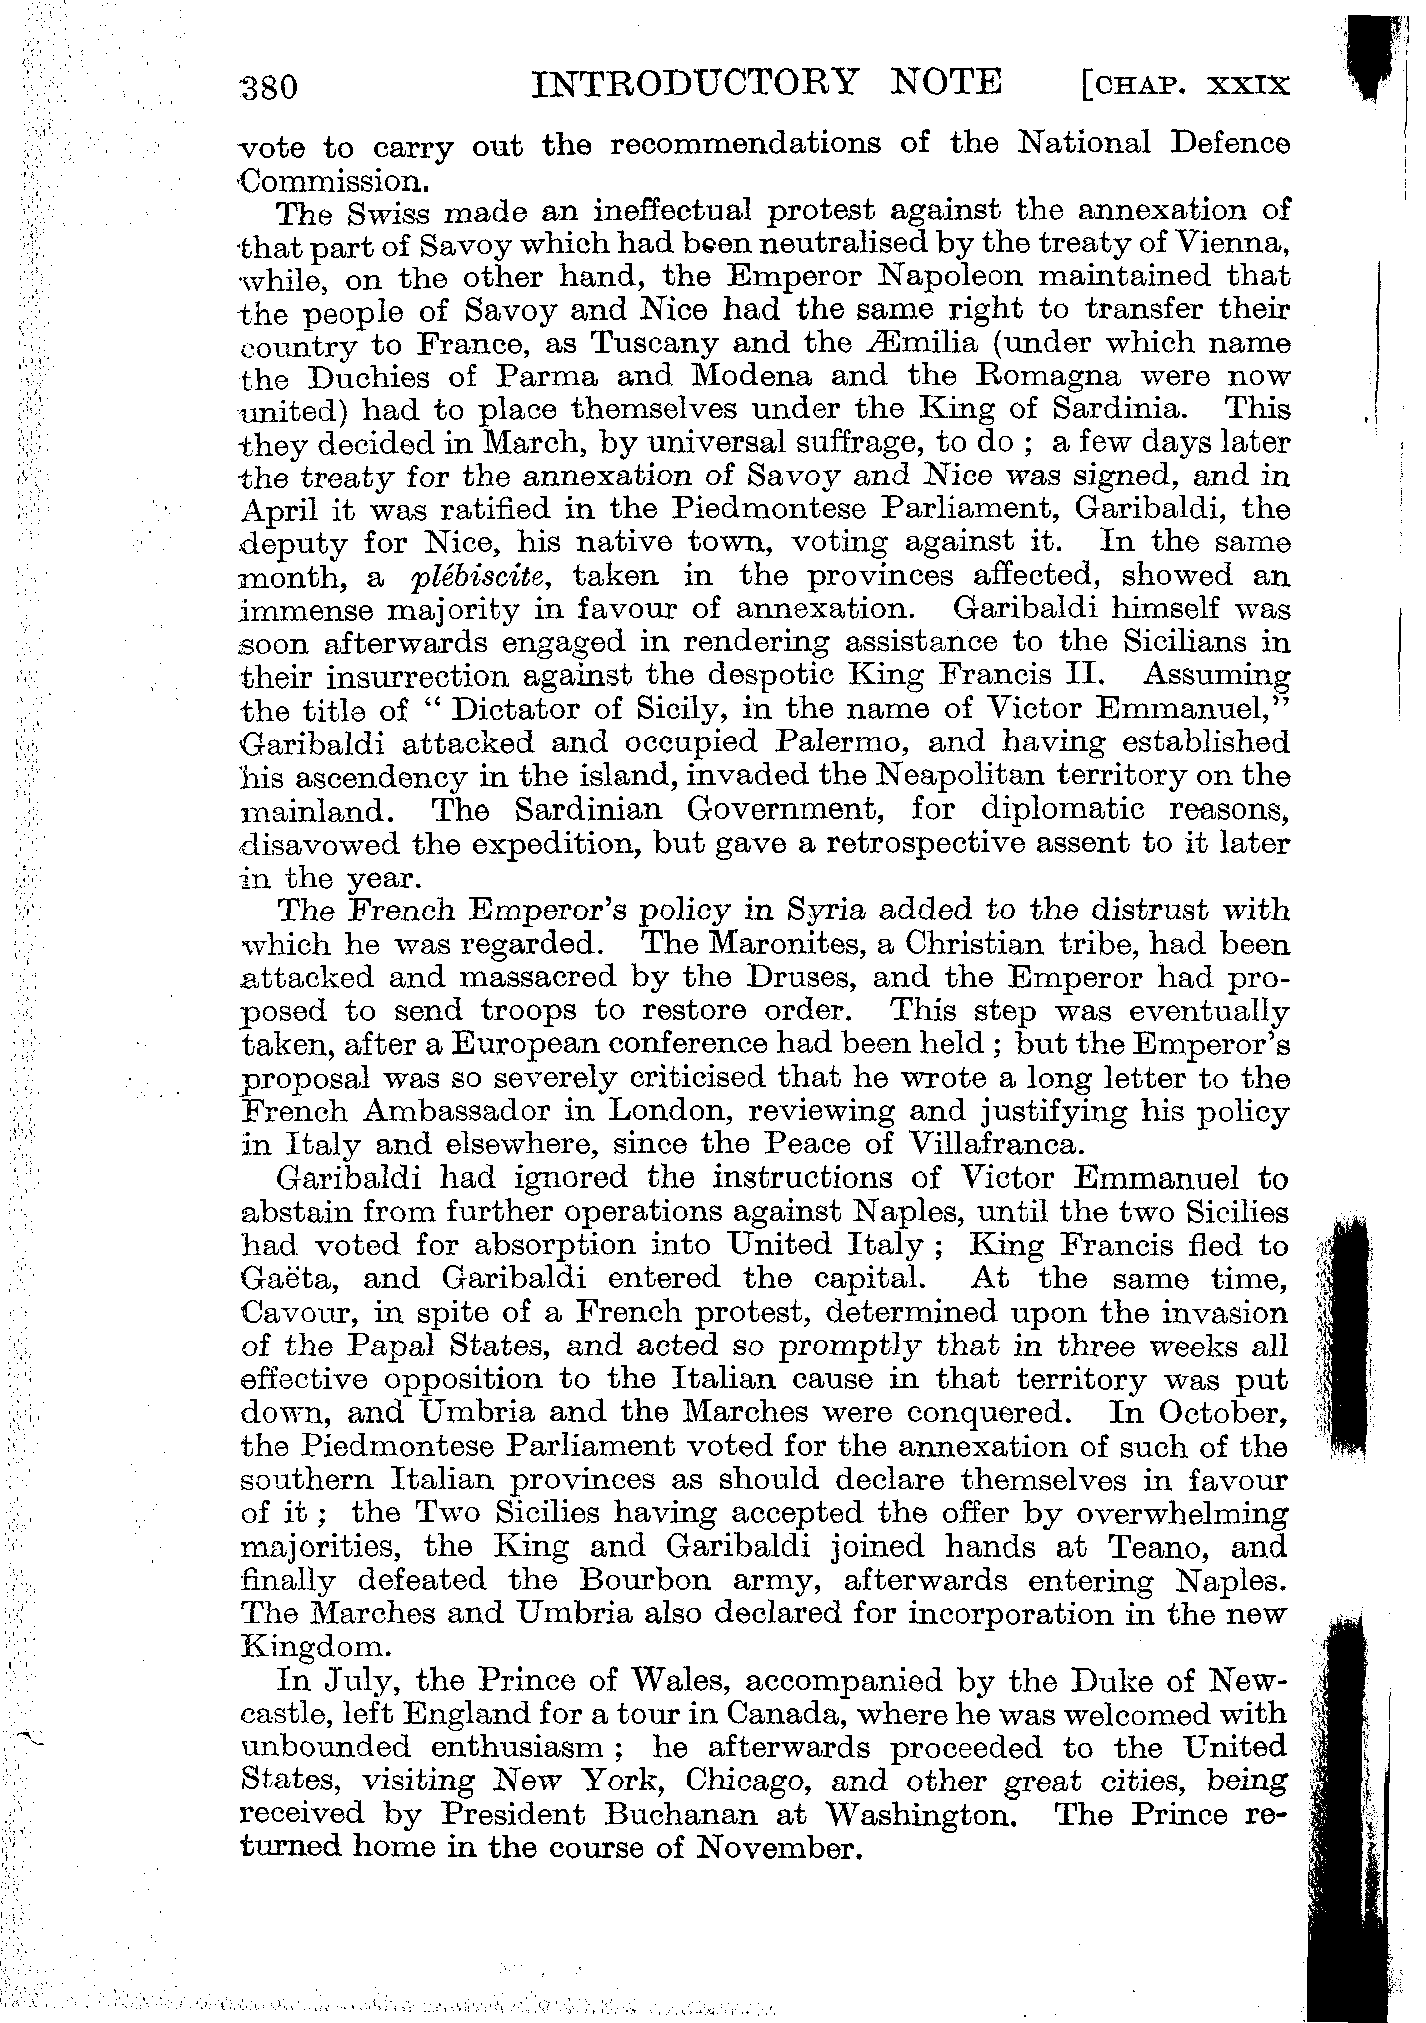 380 INTRODUCTORY NOTE [CHAP. XXIX
vote to carry out the recommendations of the National Defence
Commission.
The Swiss made an ineffectual protest against the annexation of
that part of Savoy which had been neutralised by the treaty of Vienna,
while, on the other hand, the Emperor Napoleon maintained that
the people of Savoy and Nice had the same right to transfer their
country to France, as Tuscany and the Æmilia (under which name
the Duchies of Parma and Modena and the Romagna were now
united) had to place themselves under the King of Sardinia. This
they decided in March, by universal suffrage, to do ; a few days later
the treaty for the annexation of Savoy and Nice was signed, and in
April it was ratified in the Piedmontese Parliament, Garibaldi, the
deputy for Nice, his native town, voting against it. In the same
month, a plébiscite, taken in the provinces affected, showed an
immense majority in favour of annexation. Garibaldi himself was
soon afterwards engaged in rendering assistance to the Sicilians in
their insurrection against the despotic King Francis II. Assuming
the title of “ Dictator of Sicily, in the name of Victor Emmanuel,”
Garibaldi attacked and occupied Palermo, and having established
his ascendency in the island, invaded the Neapolitan territory on the
mainland. The Sardinian Government, for diplomatic reasons,
disavowed the expedition, but gave a retrospective assent to it later
in the year.
The French Emperor’s policy in Syria added to the distrust with
which he was regarded. The Maronites, a Christian tribe, had been
attacked and massacred by the Druses, and the Emperor had pro-
posed to send troops to restore order. This step was eventually
taken, after a European conference had been held ; but the Emperor’s
proposal was so severely criticised that he wrote a long letter to the
French Ambassador in London, reviewing and justifying his policy
in Italy and elsewhere, since the Peace of Villafranca.
Garibaldi had ignored the instructions of Victor Emmanuel to
abstain from further operations against Naples, until the two Sicilies
had voted for absorption into United Italy ; King Francis fled to
Gaëta, and Garibaldi entered the capital. At the same time,
Cavour, in spite of a French protest, determined upon the invasion
of the Papal States, and acted so promptly that in three weeks all
effective opposition to the Italian cause in that territory was put
down, and Umbria and the Marches were conquered. In October,
the Piedmontese Parliament voted for the annexation of such of the
southern Italian provinces as should declare themselves in favour
of it ; the Two Sicilies having accepted the offer by overwhelming
majorities, the King and Garibaldi joined hands at Teano, and
finally defeated the Bourbon army, afterwards entering Naples.
The Marches and Umbria also declared for incorporation in the new
Kingdom.
In July, the Prince of Wales, accompanied by the Duke of New-
castle, left England for a tour in Canada, where he was welcomed with
unbounded enthusiasm ; he afterwards proceeded to the United
States, visiting New York, Chicago, and other great cities, being
received by President Buchanan at Washington. The Prince re-
turned home in the course of November.